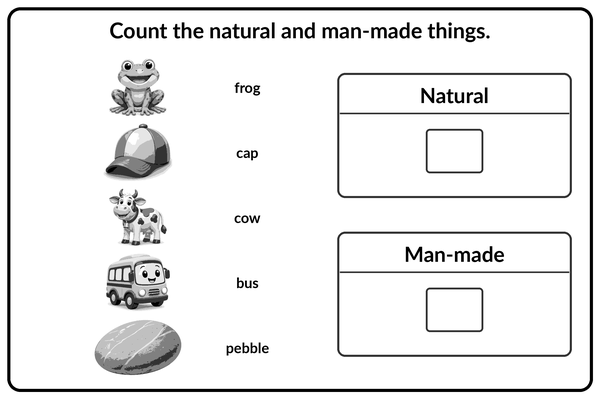 Count the natural and man-made things.
frog
cap
cow
bus
pebble
Natural
Man-made